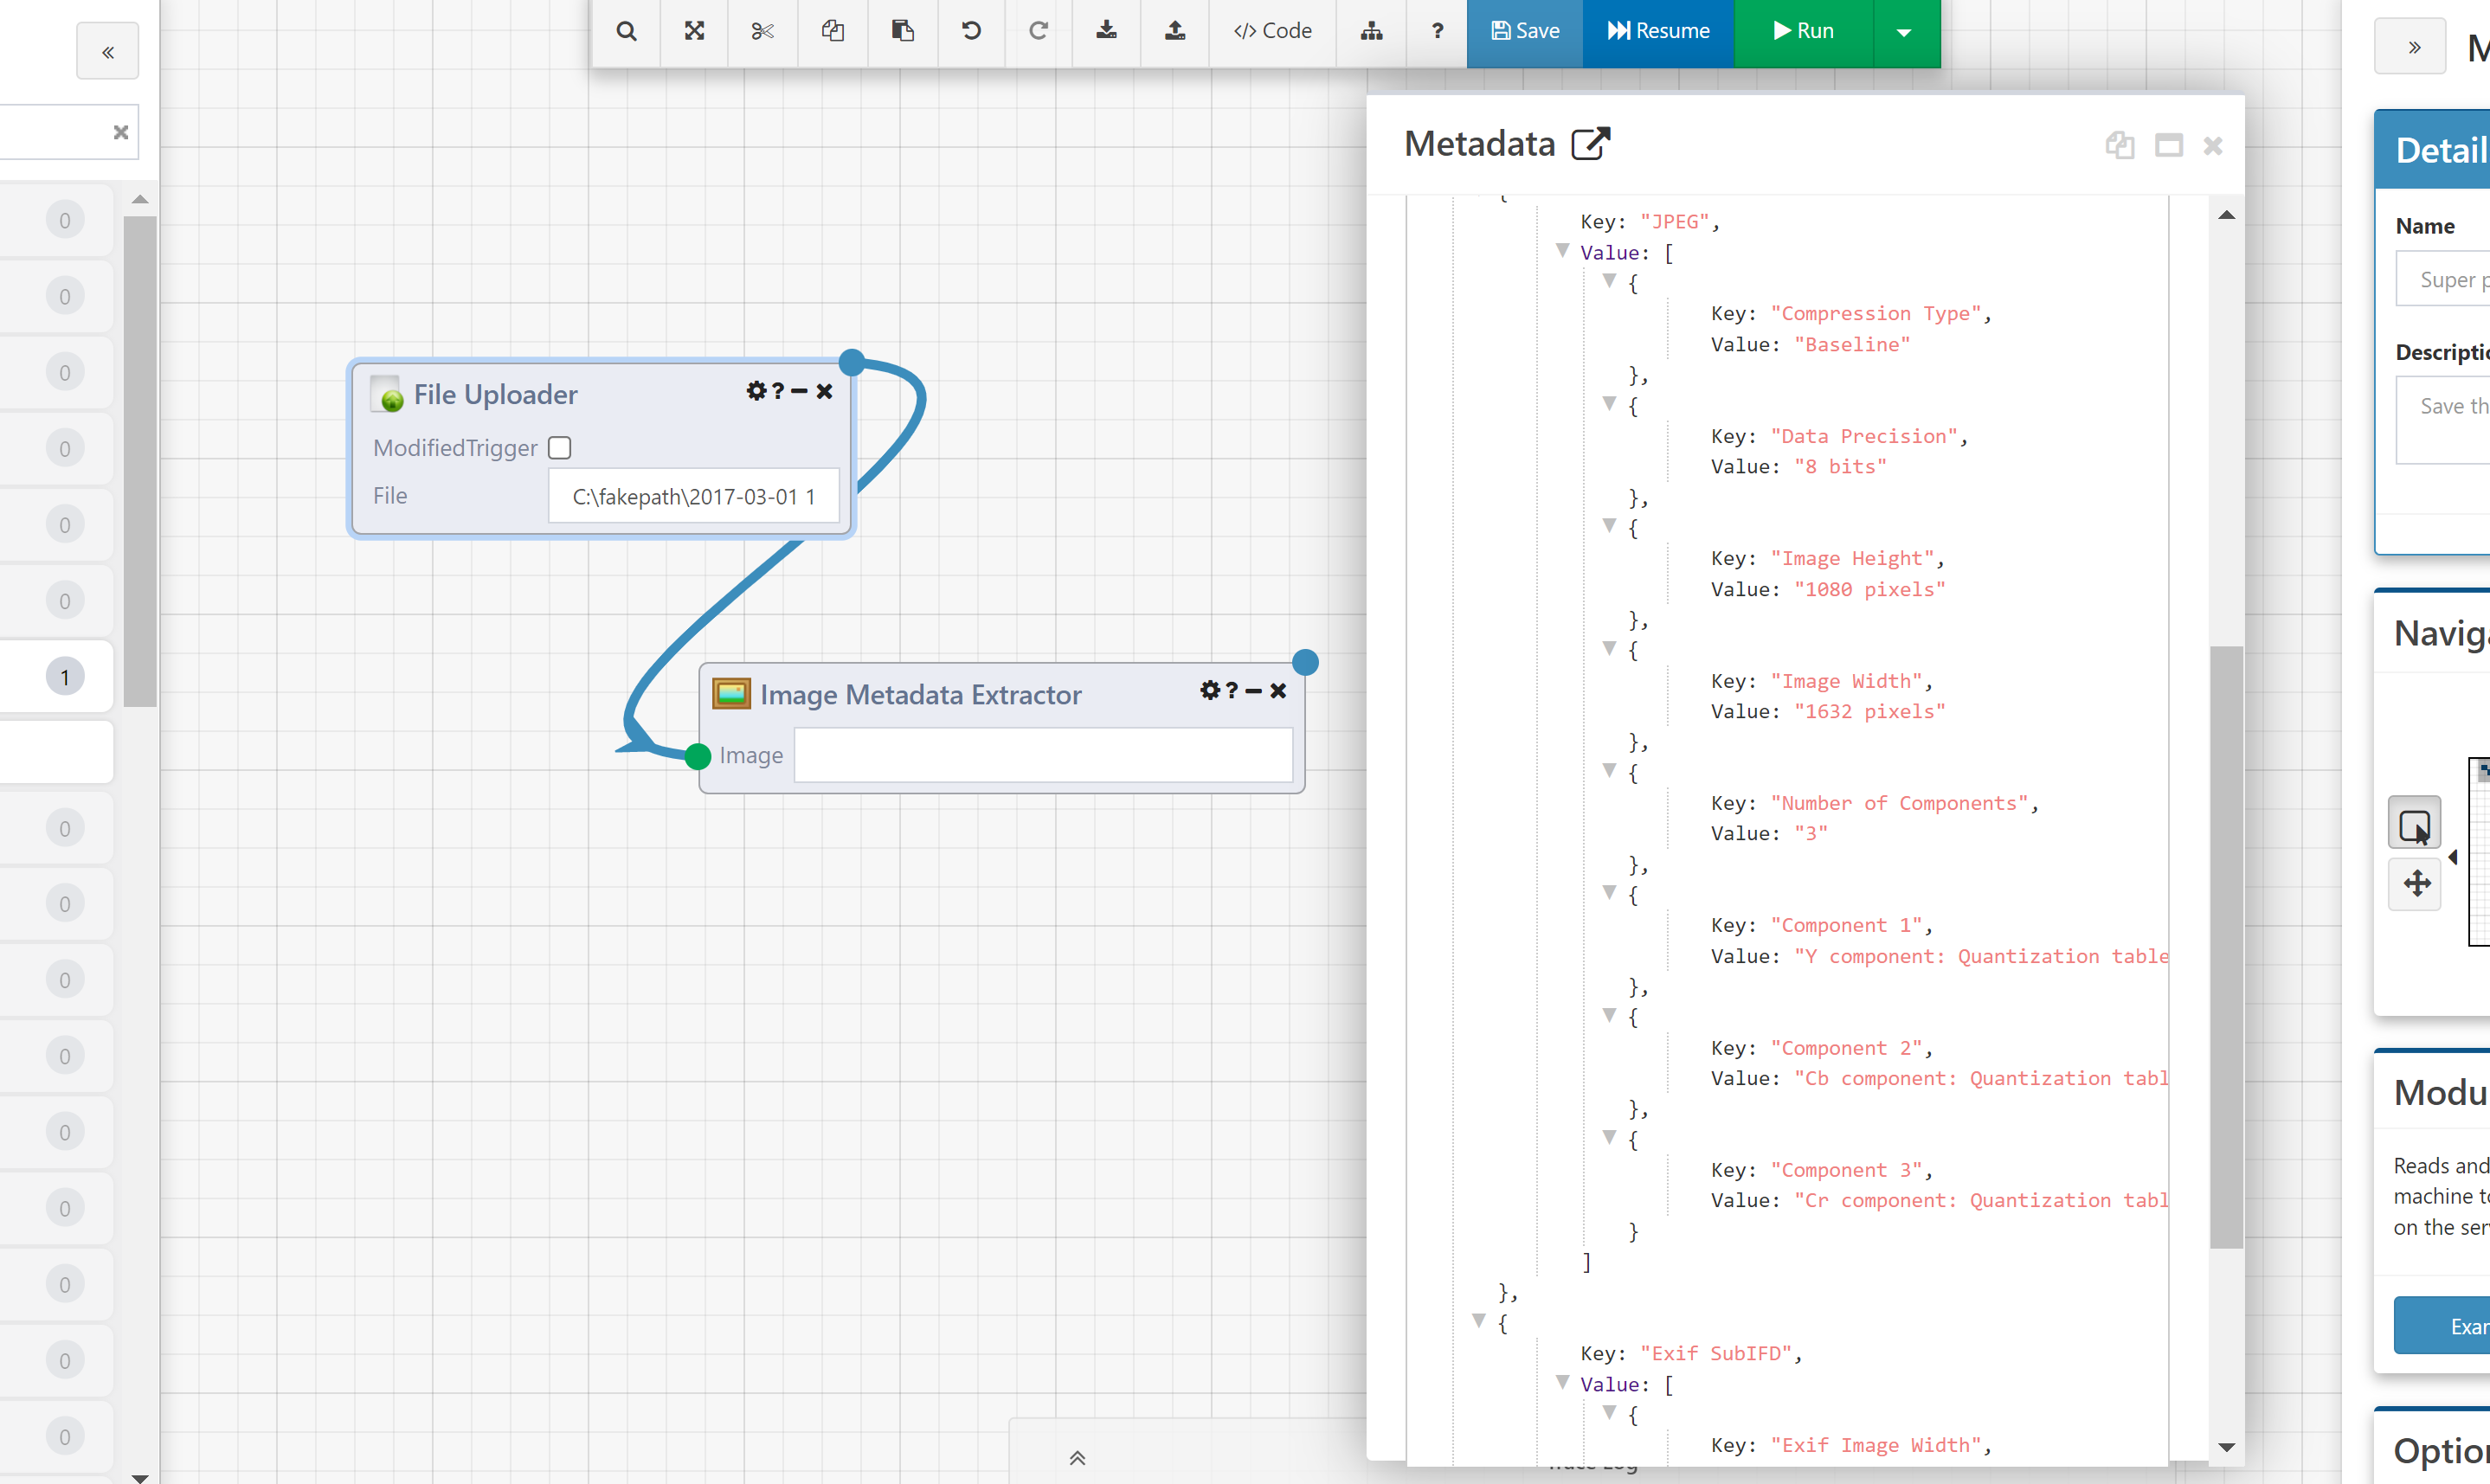 Code
?
Save
Resume
Run
0
0
0
0
0
0
1
0
0
0
0
0
0
0
0
0
File Uploader
?
ModifiedTrigger
File
C:\fakepath\2017-03-01 1
Image Metadata Extractor
?
Image
Metadata
{
Key: "JPEG",
Value: [
{
Key: "Compression Type",
Value: "Baseline"
},
{
Key: "Data Precision",
Value: "8 bits"
},
{
Key: "Image Height",
Value: "1080 pixels"
},
{
Key: "Image Width",
Value: "1632 pixels"
},
{
Key: "Number of Components",
Value: "3"
},
{
Key: "Component 1",
Value: "Y component: Quantization table
},
{
Key: "Component 2",
Value: "Cb component: Quantization tabl
},
{
Key: "Component 3",
Value: "Cr component: Quantization tabl
}
]
},
{
Key: "Exif SubIFD",
Value: [
{
Key: "Exif Image Width",
M
Detail
Name
Super p
Descriptio
Save th
Naviga
Modu
Reads and
machine to
on the ser
Exar
Option